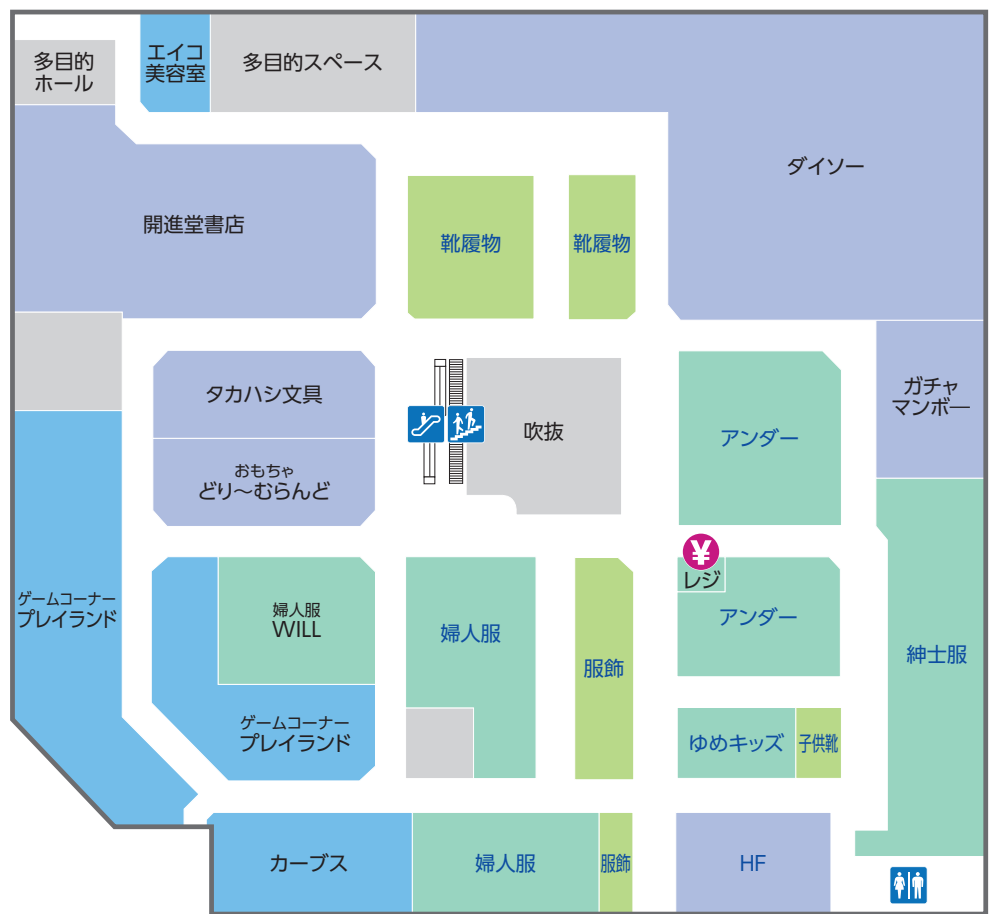 多目的
ホール
エイコ
美容室
多目的スペース
ダイソー
開進堂書店
靴履物
靴履物
タカハシ文具
おもちゃ
どり〜むらんど
吹抜
アンダー
ガチャ
マンボー
¥
レジ
アンダー
ゲームコーナー
プレイランド
婦人服
WILL
婦人服
服飾
紳士服
ゲームコーナー
プレイランド
ゆめキッズ
子供靴
カーブス
婦人服
服飾
HF